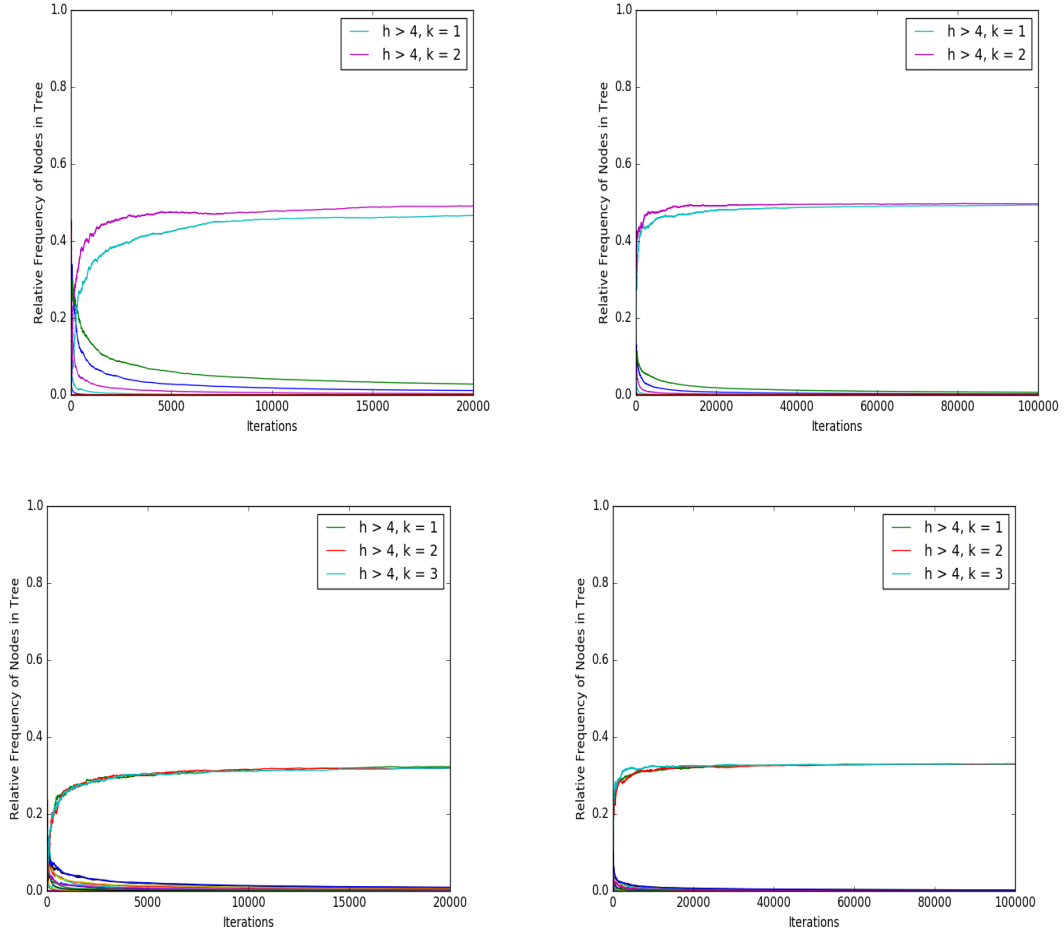 h > 4, k = 1
h > 4, k = 2
Relative Frequency of Nodes in Tree
1.0
0.8
0.6
0.4
0.2
0.0
0 5000 10000 15000 20000
Iterations
h > 4, k = 1
h > 4, k = 2
Relative Frequency of Nodes in Tree
1.0
0.8
0.6
0.4
0.2
0.0
0 20000 40000 60000 80000 100000
Iterations
h > 4, k = 1
h > 4, k = 2
h > 4, k = 3
Relative Frequency of Nodes in Tree
1.0
0.8
0.6
0.4
0.2
0.0
0 5000 10000 15000 20000
Iterations
h > 4, k = 1
h > 4, k = 2
h > 4, k = 3
Relative Frequency of Nodes in Tree
1.0
0.8
0.6
0.4
0.2
0.0
0 20000 40000 60000 80000 100000
Iterations